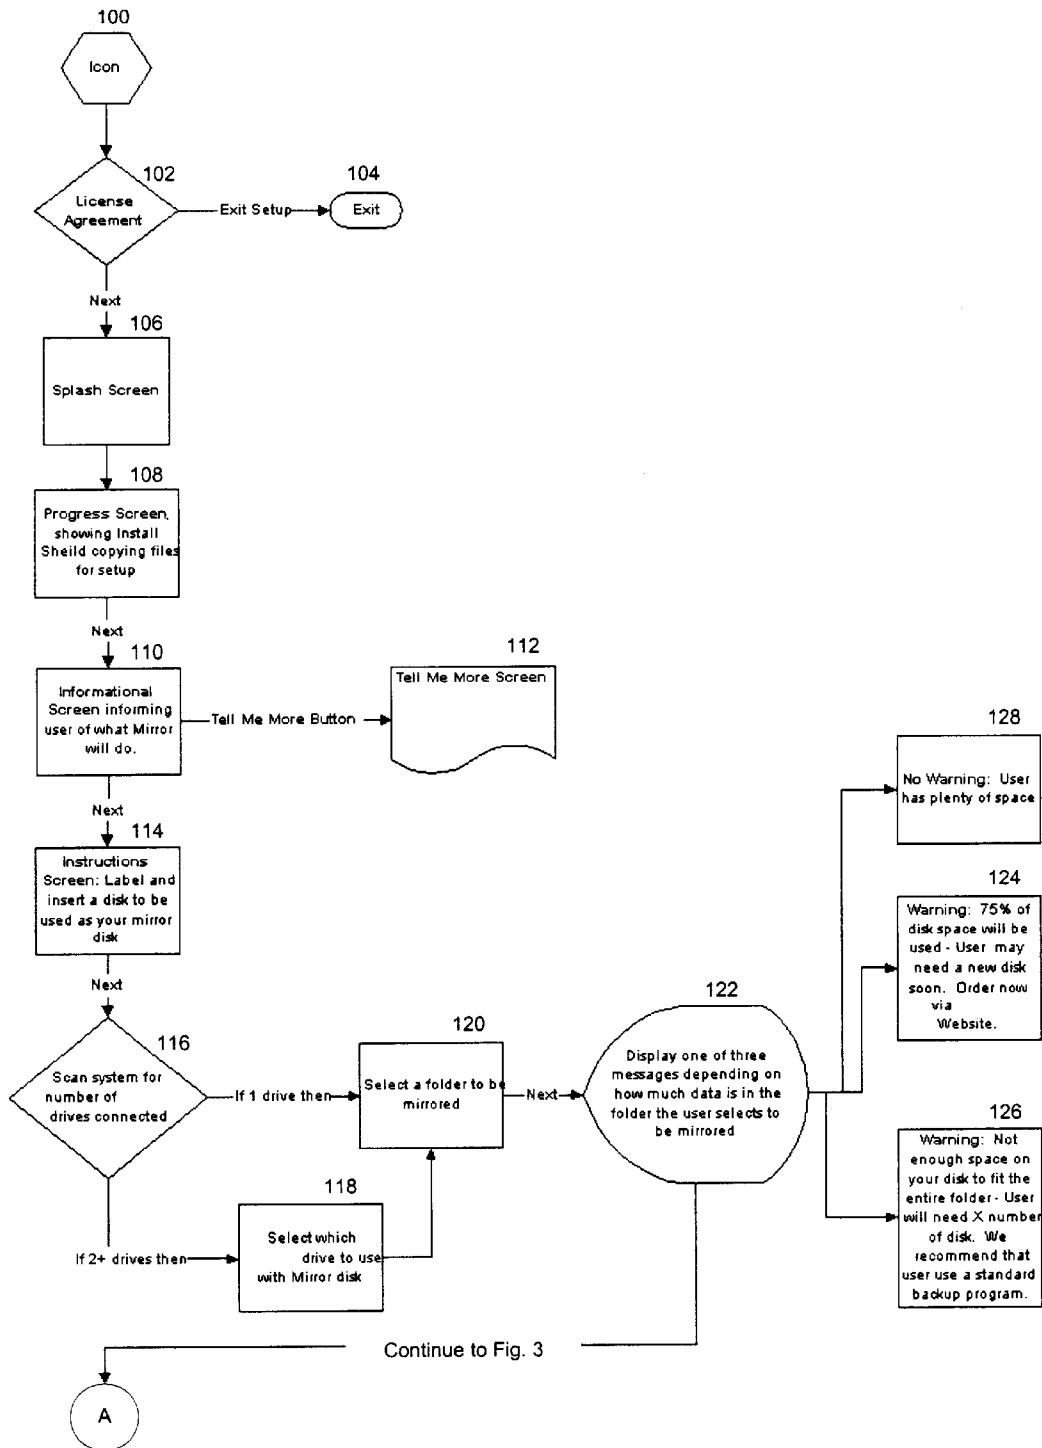 100
Icon
102
License
Agreement
Exit Setup
104
Exit
Next
106
Splash Screen
108
Progress Screen,
showing Install
Sheild copying files
for setup
Next
110
Informational
Screen informing
user of what Mirror
will do.
Tell Me More Button
112
Tell Me More Screen
Next
114
Instructions
Screen: Label and
insert a disk to be
used as your mirror
disk
Next
116
Scan system for
number of
drives connected
If 1 drive then
If 2+ drives then
118
Select which
drive to use
with Mirror disk
120
Select a folder to be
mirrored
Next
122
Display one of three
messages depending on
how much data is in the
folder the user selects to
be mirrored
128
No Warning: User
has plenty of space
124
Warning: 75% of
disk space will be
used - User may
need a new disk
soon. Order now
via
Website.
126
Warning: Not
enough space on
your disk to fit the
entire folder - User
will need X number
of disk. We
recommend that
user use a standard
backup program.
Continue to Fig. 3
A